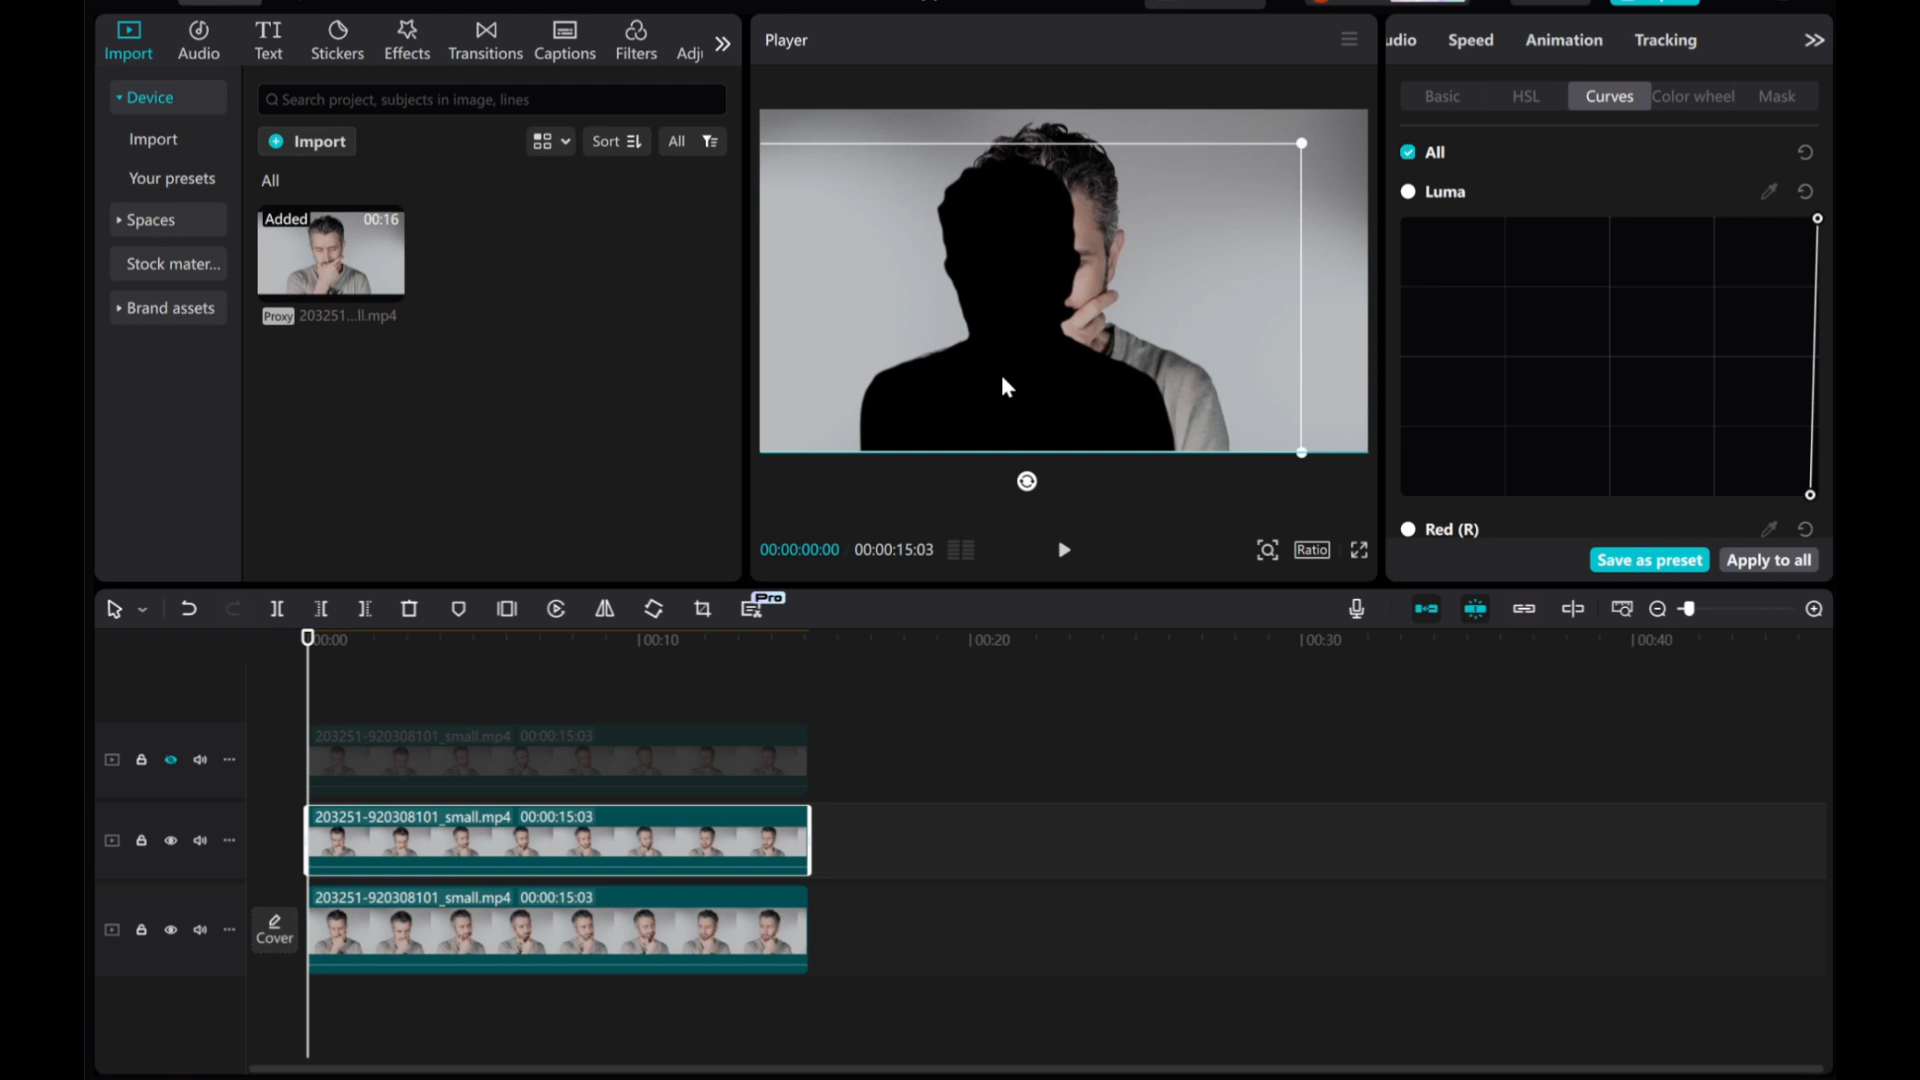 Import
Audio
TI
Text
Stickers
Effects
Transitions
Captions
Filters
Adj
Device
Import
Your presets
Spaces
Stock mater...
Brand assets
Search project, subjects in image, lines
Import
Sort
All
All
Added
00:16
Proxy 203251...ll.mp4
Player
00:00:00:00 / 00:00:15:03
Ratio
udio
Speed
Animation
Tracking
Basic
HSL
Curves
Color wheel
Mask
All
Luma
Red (R)
Save as preset
Apply to all
Pro
00:00
00:10
00:20
00:30
00:40
203251-920308101_small.mp4 00:00:15:03
203251-920308101_small.mp4 00:00:15:03
203251-920308101_small.mp4 00:00:15:03
Cover